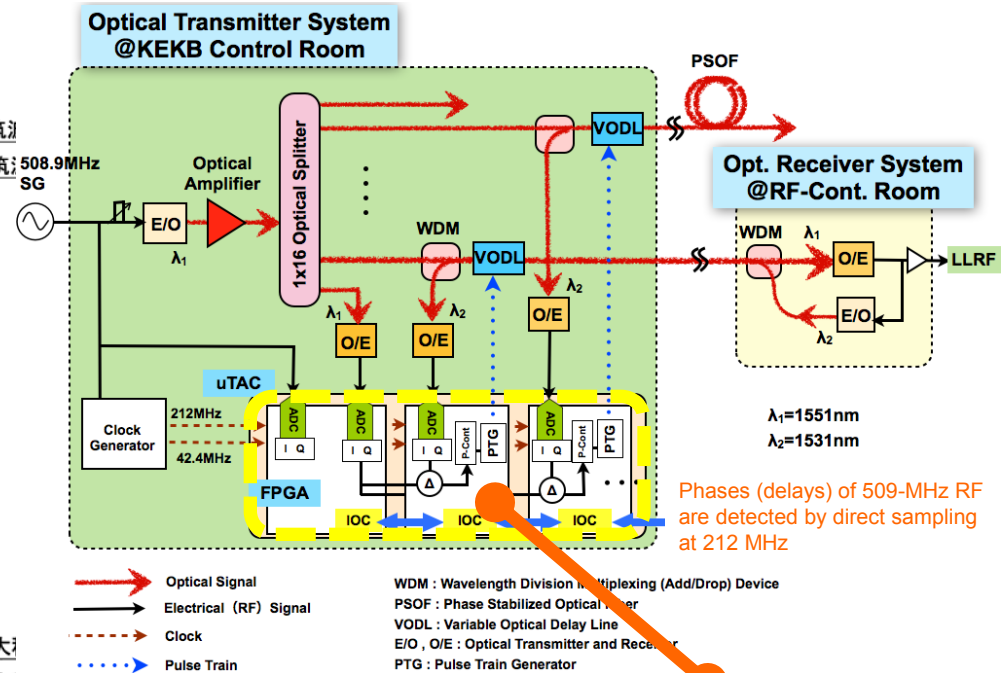 Optical Transmitter System
@KEKB Control Room
PSOF
508.9MHz
SG
Optical
Amplifier
E/O
λ1
1x16 Optical Splitter
VODL
Opt. Receiver System
@RF-Cont. Room
WDM
VODL
WDM
λ1
O/E
LLRF
E/O
λ2
λ1
O/E
λ2
O/E
λ2
O/E
uTAC
Clock
Generator
212MHz
42.4MHz
ADC
I Q
ADC
I Q
ADC
I Q
P-Cont
PTG
Δ
ADC
I Q
P-Cont
PTG
Δ
FPGA
IOC
IOC
IOC
λ1=1551nm
λ2=1531nm
Phases (delays) of 509-MHz RF
are detected by direct sampling
at 212 MHz
Optical Signal
Electrical（RF）Signal
Clock
Pulse Train
WDM : Wavelength Division Multiplexing (Add/Drop) Device
PSOF : Phase Stabilized Optical Fiber
VODL : Variable Optical Delay Line
E/O , O/E : Optical Transmitter and Receiver
PTG : Pulse Train Generator